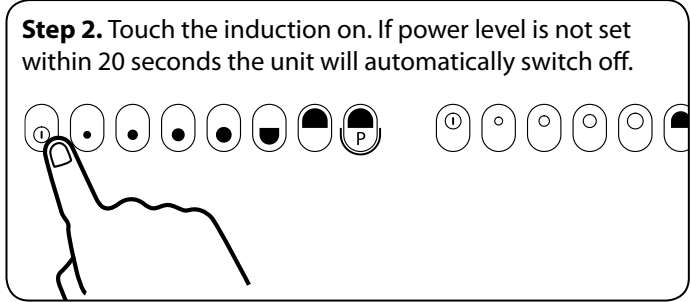 Step 2. Touch the induction on. If power level is not set
within 20 seconds the unit will automatically switch off.
P